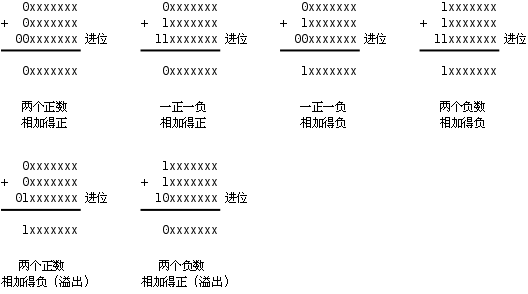 0xxxxxxx
+ 0xxxxxxx
00xxxxxxx 进位
0xxxxxxx
两个正数
相加得正
0xxxxxxx
+ 1xxxxxxx
11xxxxxxx 进位
0xxxxxxx
一正一负
相加得正
0xxxxxxx
+ 1xxxxxxx
00xxxxxxx 进位
1xxxxxxx
一正一负
相加得负
1xxxxxxx
+ 1xxxxxxx
11xxxxxxx 进位
1xxxxxxx
两个负数
相加得负
0xxxxxxx
+ 0xxxxxxx
01xxxxxxx 进位
1xxxxxxx
两个正数
相加得负（溢出）
1xxxxxxx
+ 1xxxxxxx
10xxxxxxx 进位
0xxxxxxx
两个负数
相加得正（溢出）